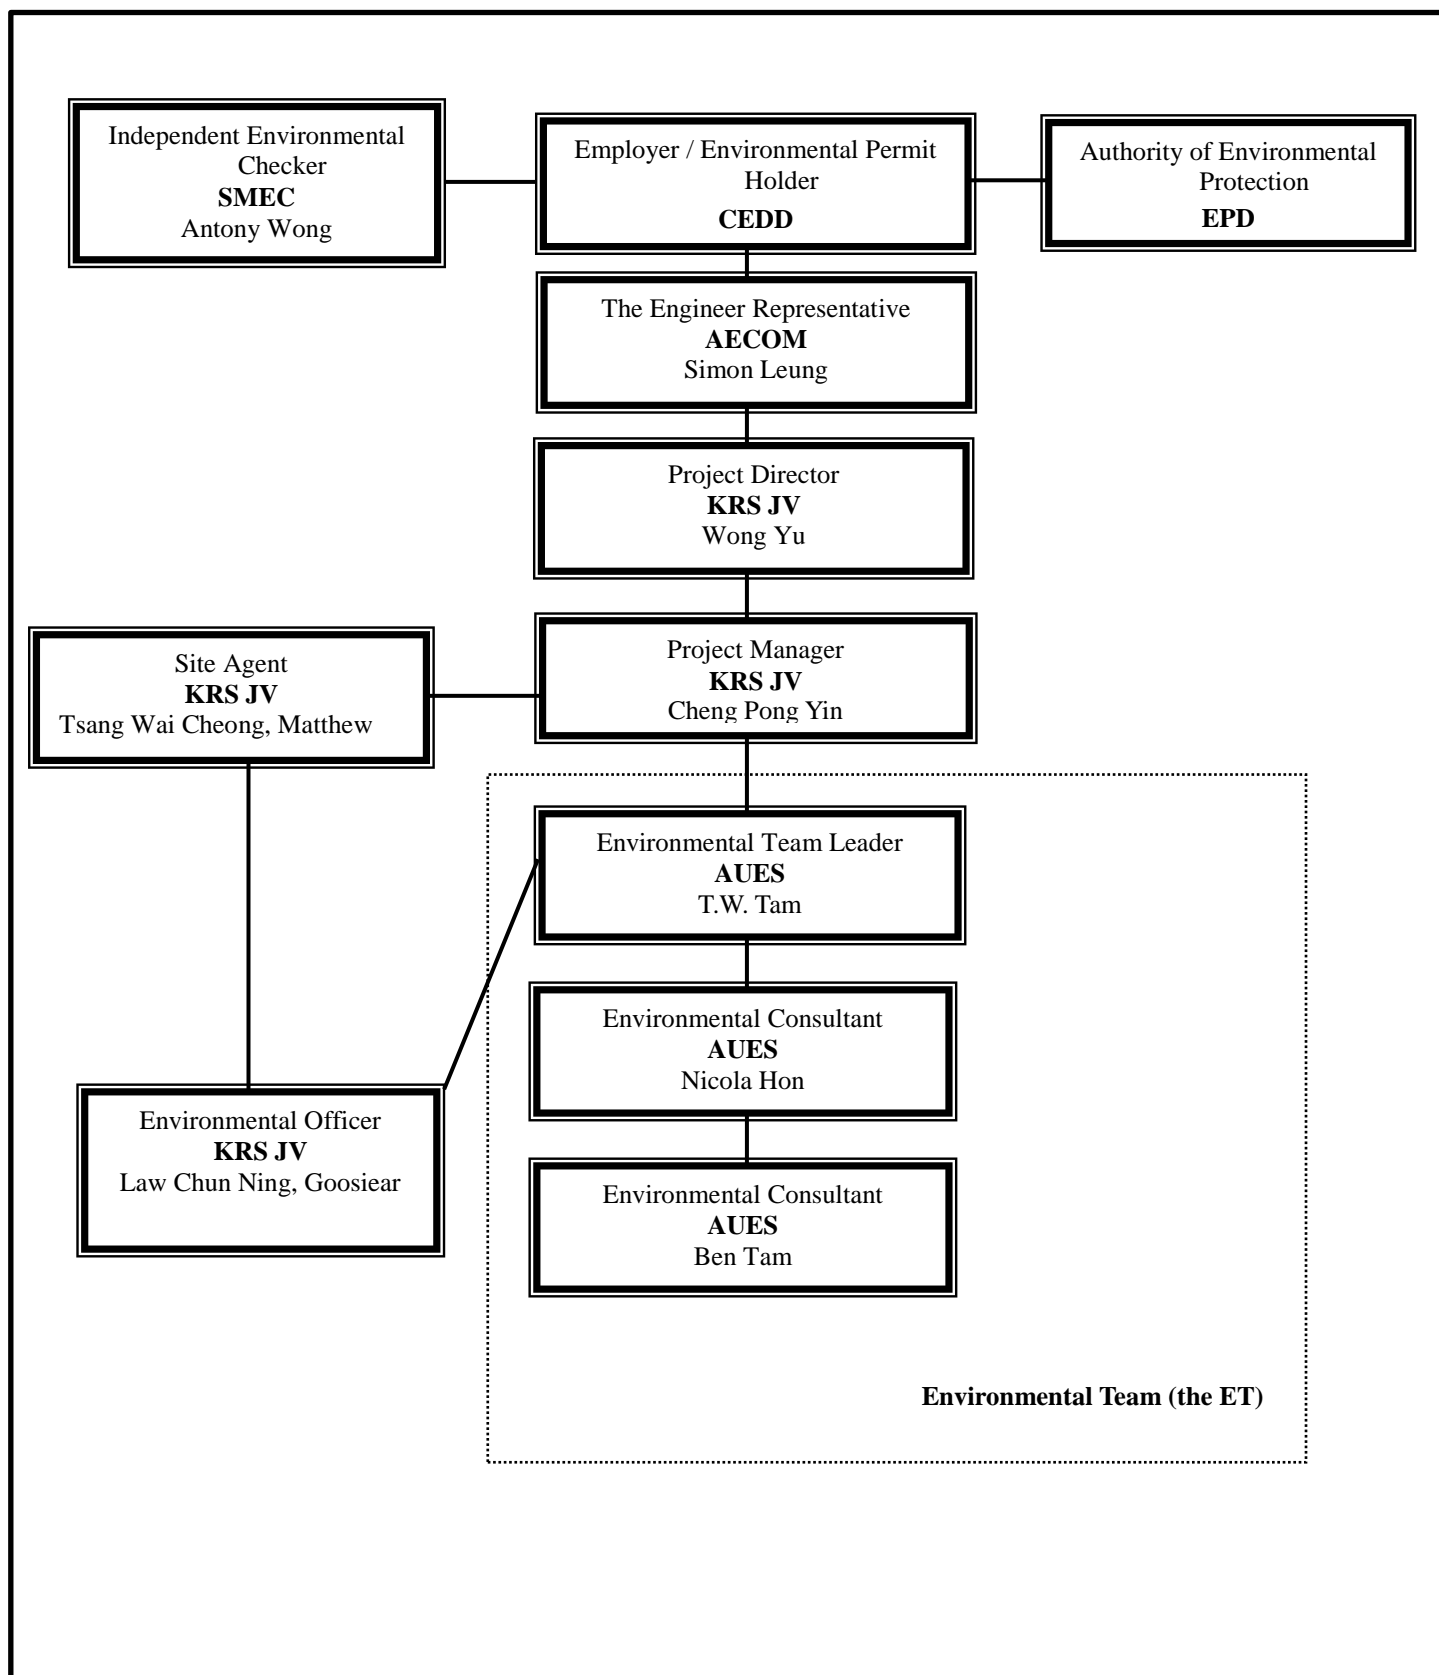 Independent Environmental
Checker
SMEC
Antony Wong
Employer / Environmental Permit
Holder
CEDD
Authority of Environmental
Protection
EPD
The Engineer Representative
AECOM
Simon Leung
Project Director
KRS JV
Wong Yu
Site Agent
KRS JV
Tsang Wai Cheong, Matthew
Project Manager
KRS JV
Cheng Pong Yin
Environmental Team Leader
AUES
T.W. Tam
Environmental Consultant
AUES
Nicola Hon
Environmental Officer
KRS JV
Law Chun Ning, Goosiear
Environmental Consultant
AUES
Ben Tam
Environmental Team (the ET)